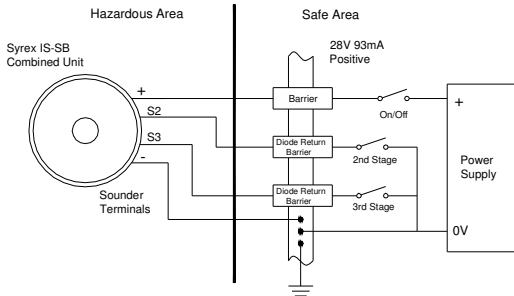 Hazardous Area
Safe Area
Syrex IS-SB
Combined Unit
28V 93mA
Positive
+
S2
S3
-
Sounder
Terminals
Barrier
On/Off
Diode Return
Barrier
2nd Stage
Diode Return
Barrier
3rd Stage
+
Power
Supply
0V